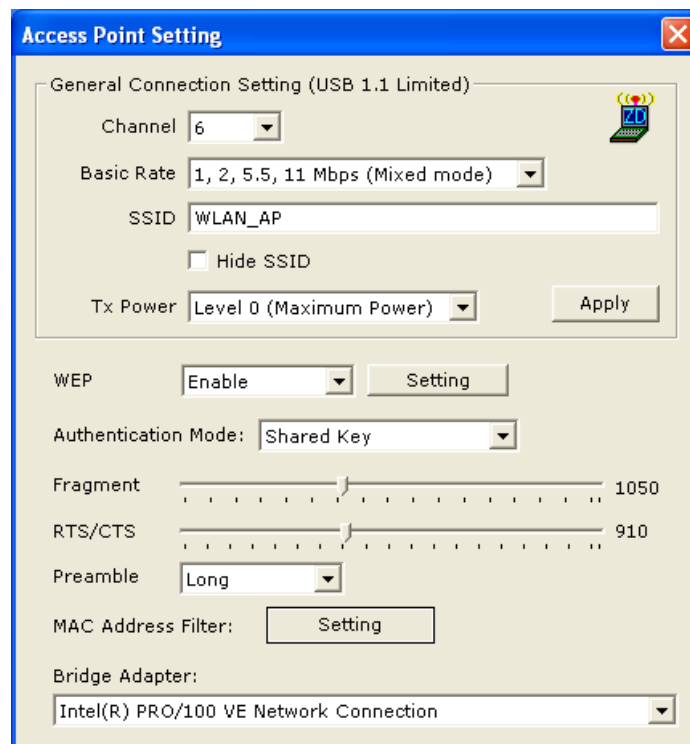 Access Point Setting
General Connection Setting (USB 1.1 Limited)
ZD
Channel 6
Basic Rate 1, 2, 5.5, 11 Mbps (Mixed mode)
SSID WLAN_AP
Hide SSID
Tx Power Level 0 (Maximum Power) Apply
WEP Enable Setting
Authentication Mode: Shared Key
Fragment 1050
RTS/CTS 910
Preamble Long
MAC Address Filter: Setting
Bridge Adapter:
Intel(R) PRO/100 VE Network Connection